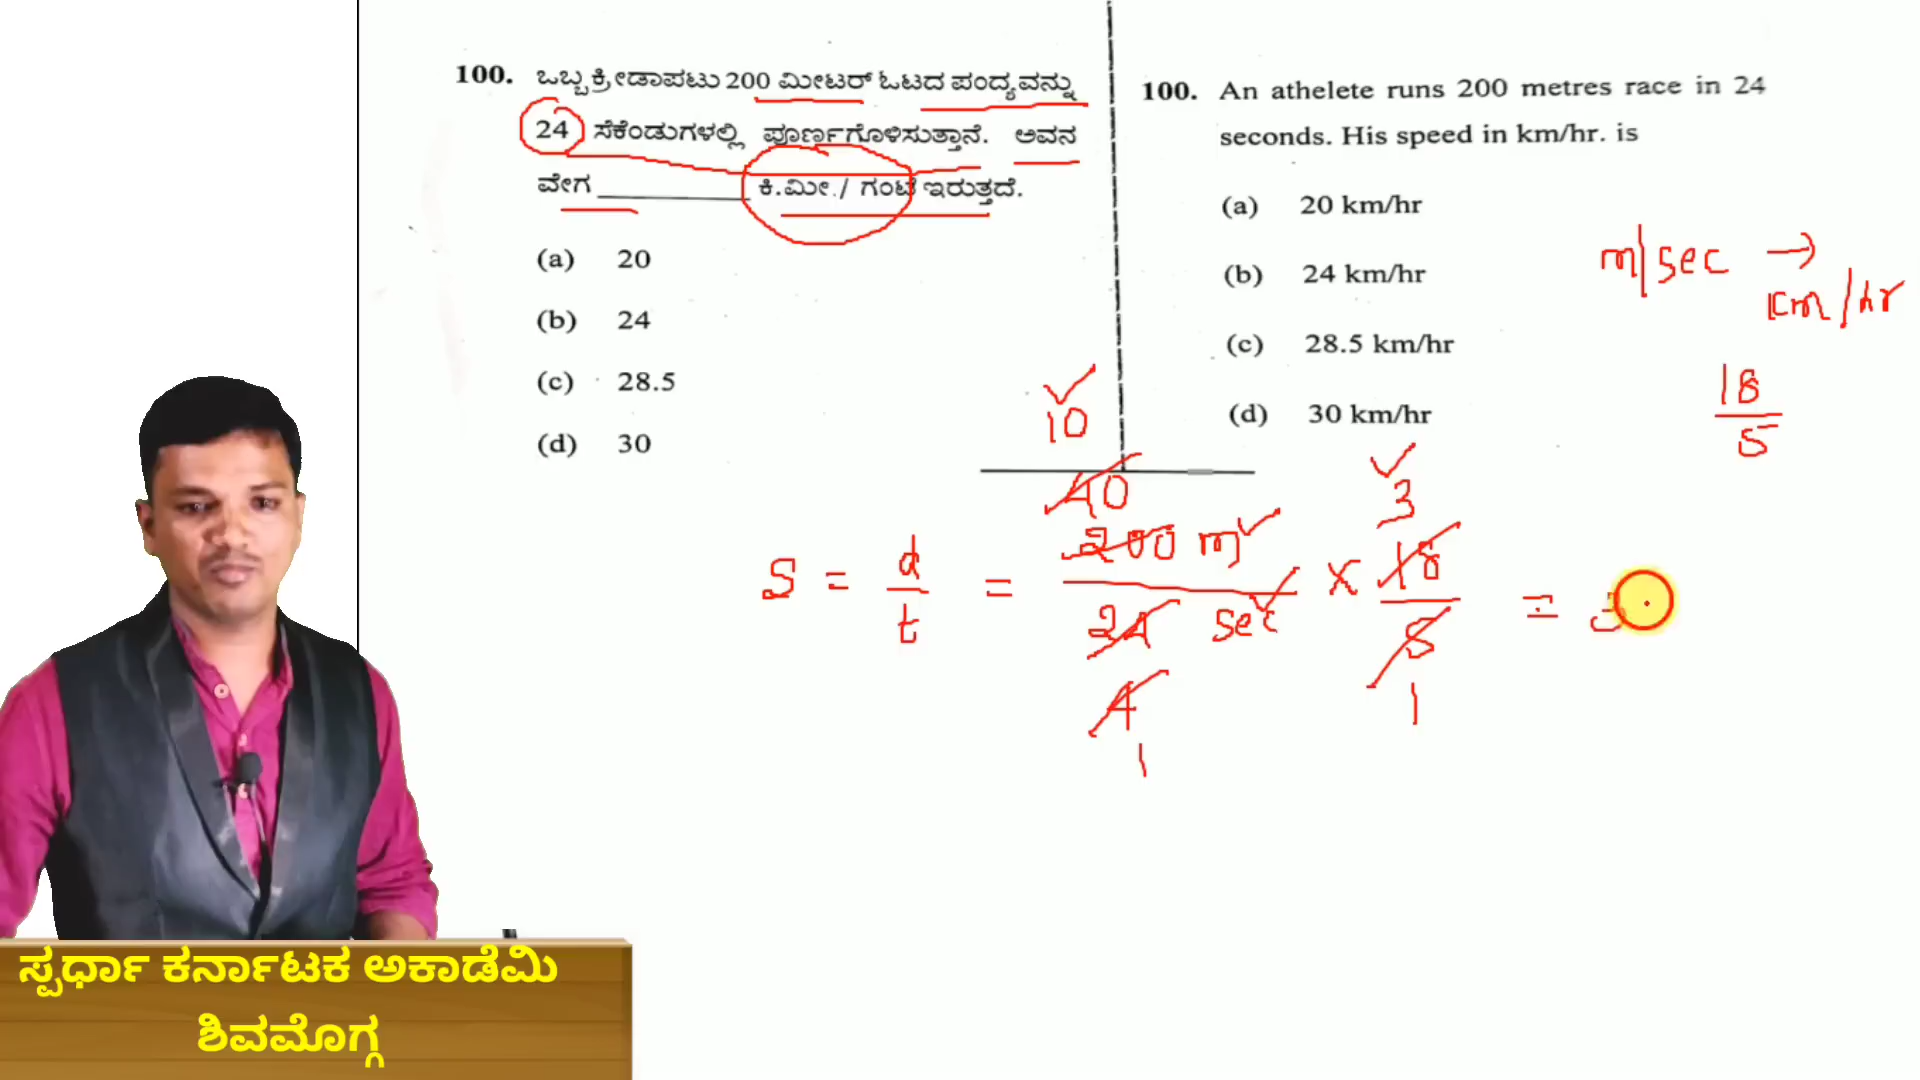 100. ಒಬ್ಬ ಕ್ರೀಡಾಪಟು 200 ಮೀಟರ್ ಓಟದ ಪಂದ್ಯವನ್ನು
24 ಸೆಕೆಂಡುಗಳಲ್ಲಿ ಪೂರ್ಣಗೊಳಿಸುತ್ತಾನೆ. ಅವನ
ವೇಗ ____________ ಕಿ.ಮೀ./ ಗಂಟೆ ಇರುತ್ತದೆ.
(a) 20
(b) 24
(c) 28.5
(d) 30
100. An athelete runs 200 metres race in 24
seconds. His speed in km/hr. is
(a) 20 km/hr
(b) 24 km/hr
(c) 28.5 km/hr
(d) 30 km/hr
m/sec →
km/hr
18
5
10
40
3
S = d/t = 200 m/24 sec × 18/5 =
4
1
1
ಸ್ಪರ್ಧಾ ಕರ್ನಾಟಕ ಅಕಾಡೆಮಿ
ಶಿವಮೊಗ್ಗ